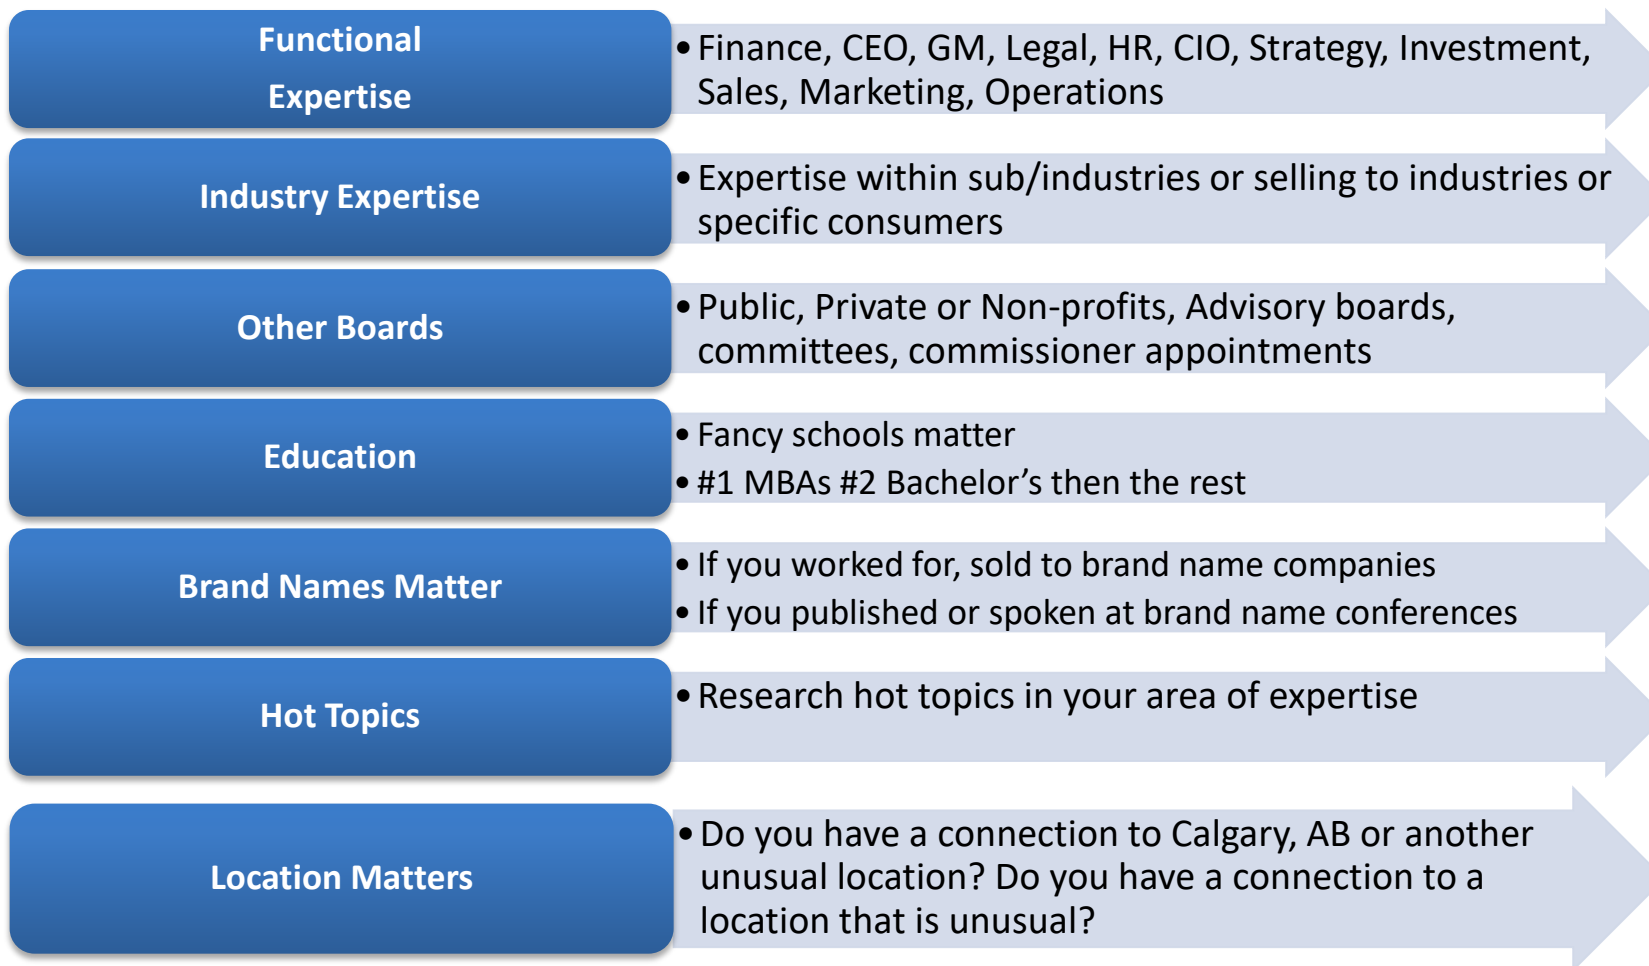 Functional
Expertise
• Finance, CEO, GM, Legal, HR, CIO, Strategy, Investment,
Sales, Marketing, Operations
Industry Expertise
• Expertise within sub/industries or selling to industries or
specific consumers
Other Boards
• Public, Private or Non-profits, Advisory boards,
committees, commissioner appointments
Education
• Fancy schools matter
• #1 MBAs #2 Bachelor’s then the rest
Brand Names Matter
• If you worked for, sold to brand name companies
• If you published or spoken at brand name conferences
Hot Topics
• Research hot topics in your area of expertise
Location Matters
• Do you have a connection to Calgary, AB or another
unusual location? Do you have a connection to a
location that is unusual?